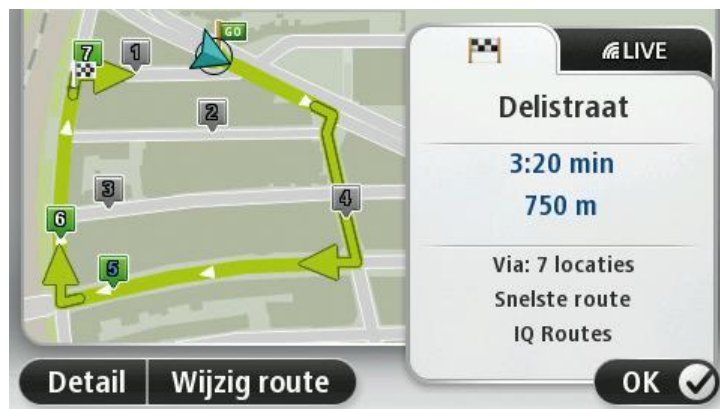 GO
7
1
2
3
4
6
5
LIVE
Delistraat
3:20 min
750 m
Via: 7 locaties
Snelste route
IQ Routes
Detail
Wijzig route
OK